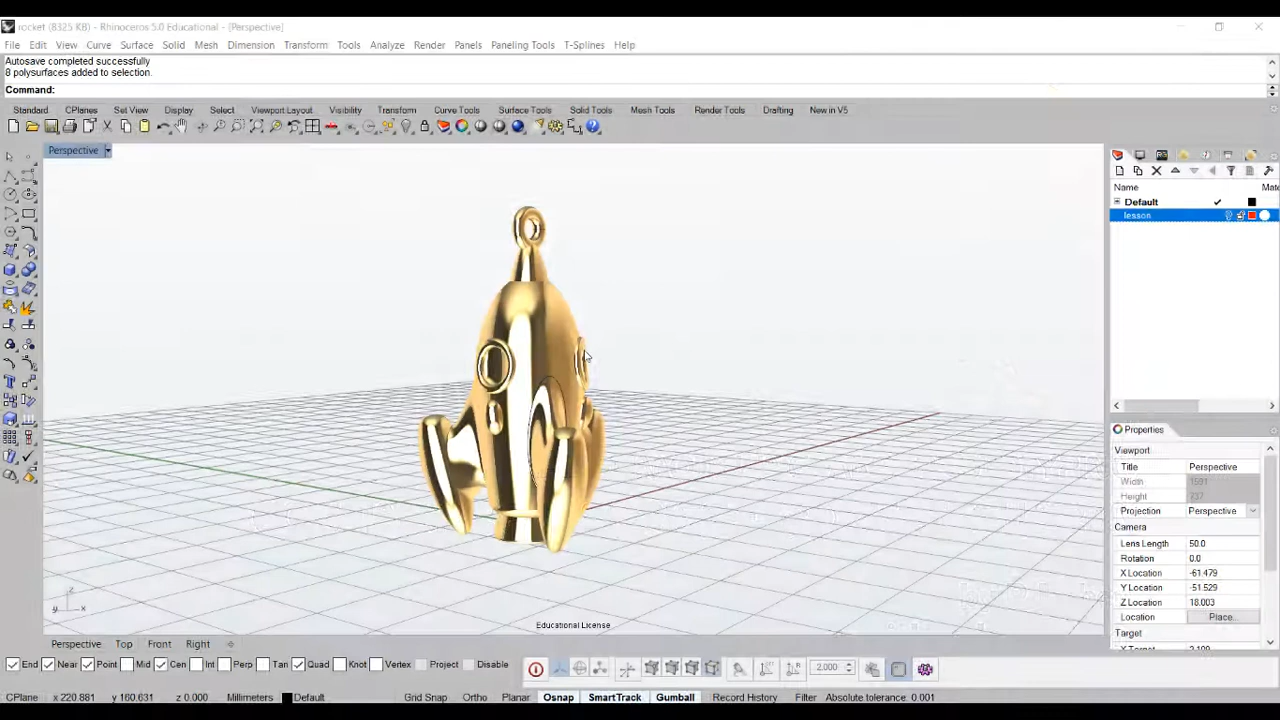 rocket (8325 KB) - Rhinoceros 5.0 Educational - [Perspective]
File Edit View Curve Surface Solid Mesh Dimension Transform Tools Analyze Render Panels Paneling Tools T-Splines Help
Autosave completed successfully
8 polysurfaces added to selection.
Command:
Standard CPlanes Set View Display Select Viewport Layout Visibility Transform Curve Tools Surface Tools Solid Tools Mesh Tools Render Tools Drafting New in V5
Perspective
Name Mate
Default
lesson
Properties
Viewport
Title Perspective
Width 1591
Height
Projection Perspective
Camera
Lens Length 50.0
Rotation 0.0
X Location -61.479
Y Location -51.529
Z Location 18.003
Location Place...
Target
z
y x
Educational License
Perspective Top Front Right
End Near Point Mid Cen Int Perp Tan Quad Knot Vertex Project Disable
2.000
CPlane x 220.881 y 160.631 z 0.000 Millimeters Default Grid Snap Ortho Planar Osnap SmartTrack Gumball Record History Filter Absolute tolerance: 0.001